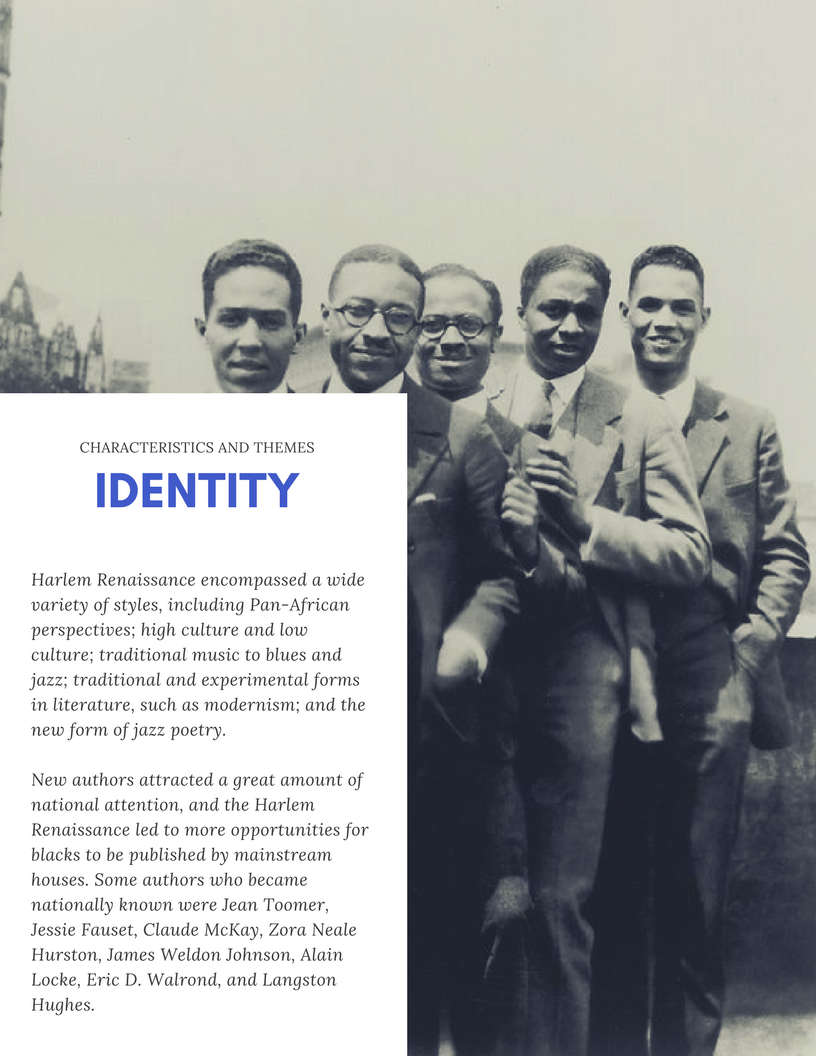 CHARACTERISTICS AND THEMES
IDENTITY
Harlem Renaissance encompassed a wide
variety of styles, including Pan-African
perspectives; high culture and low
culture; traditional music to blues and
jazz; traditional and experimental forms
in literature, such as modernism; and the
new form of jazz poetry.
New authors attracted a great amount of
national attention, and the Harlem
Renaissance led to more opportunities for
blacks to be published by mainstream
houses. Some authors who became
nationally known were Jean Toomer,
Jessie Fauset, Claude McKay, Zora Neale
Hurston, James Weldon Johnson, Alain
Locke, Eric D. Walrond, and Langston
Hughes.